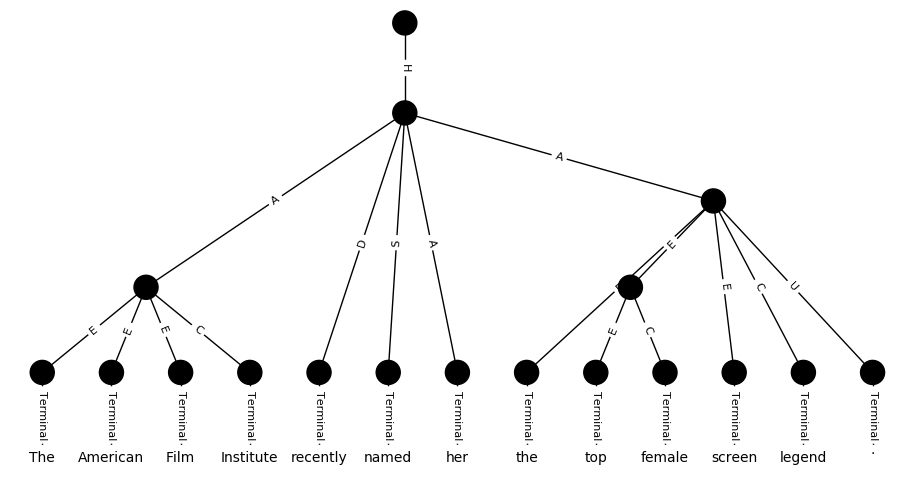 H
A
A
D
S
A
E
E
E
E
E
C
E
C
E
C
U
Terminal Terminal Terminal Terminal Terminal Terminal Terminal Terminal Terminal Terminal Terminal Terminal Terminal
The American Film Institute recently named her the top female screen legend .